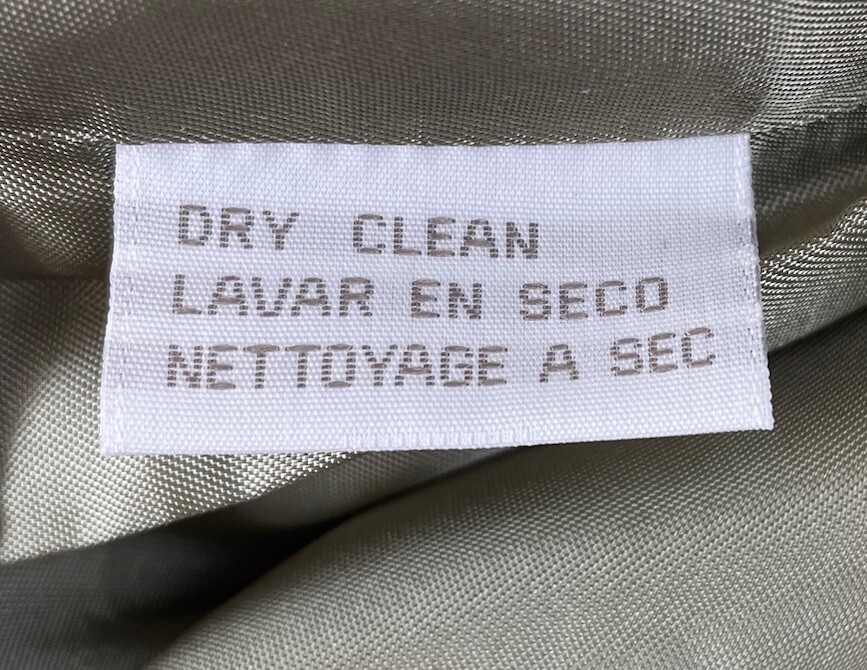 DRY CLEAN
LAVAR EN SECO
NETTOYAGE A SEC